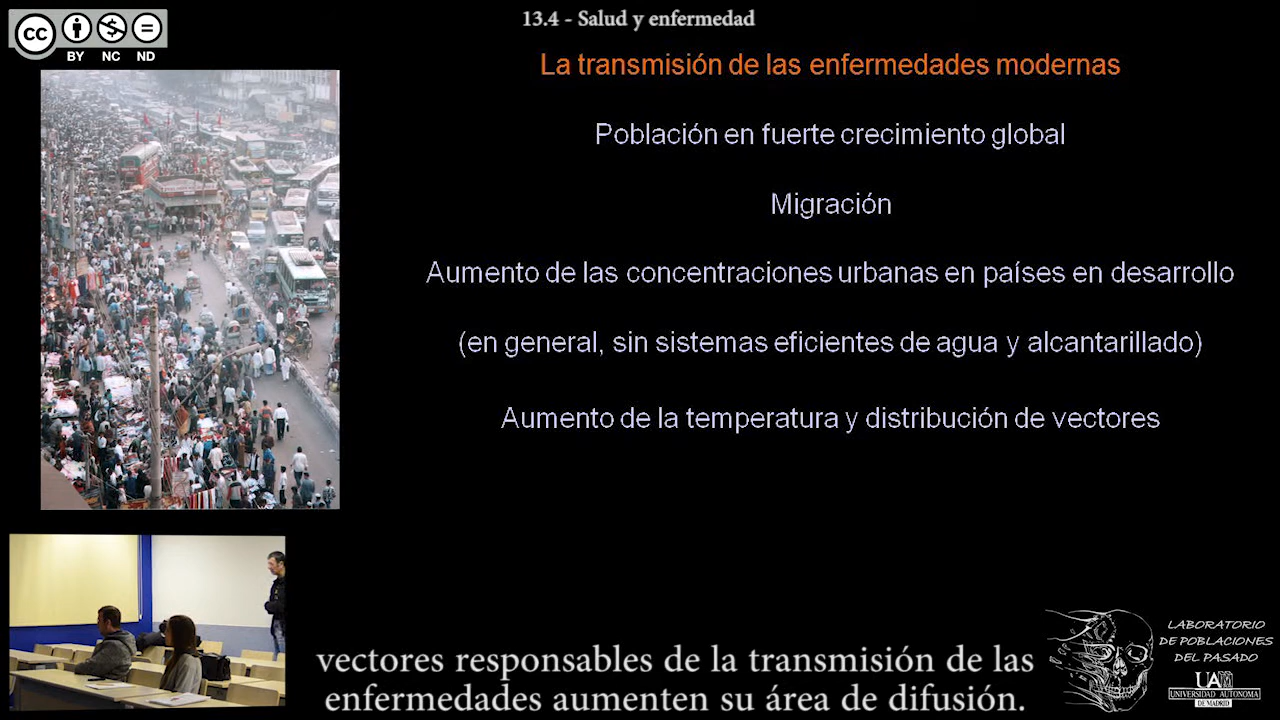 13.4 - Salud y enfermedad
cc
BY NC ND
La transmisión de las enfermedades modernas
Población en fuerte crecimiento global
Migración
Aumento de las concentraciones urbanas en países en desarrollo
(en general, sin sistemas eficientes de agua y alcantarillado)
Aumento de la temperatura y distribución de vectores
vectores responsables de la transmisión de las
enfermedades aumenten su área de difusión.
LABORATORIO
DE POBLACIONES
DEL PASADO
UAM
UNIVERSIDAD AUTONOMA
DE MADRID